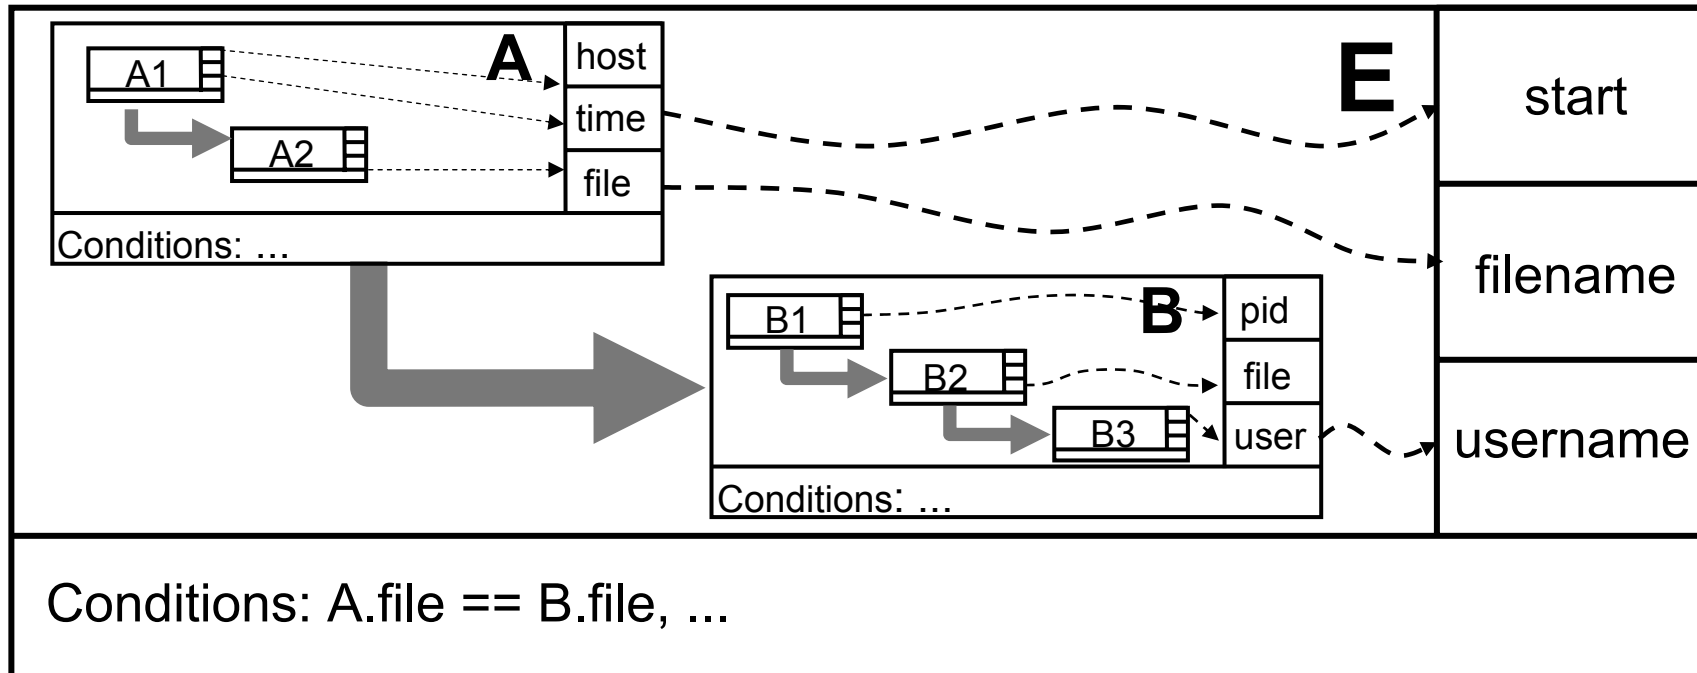 A
host
A1
time
A2
file
Conditions: ...
E
start
filename
username
B
pid
B1
file
B2
user
B3
Conditions: ...
Conditions: A.file == B.file, ...